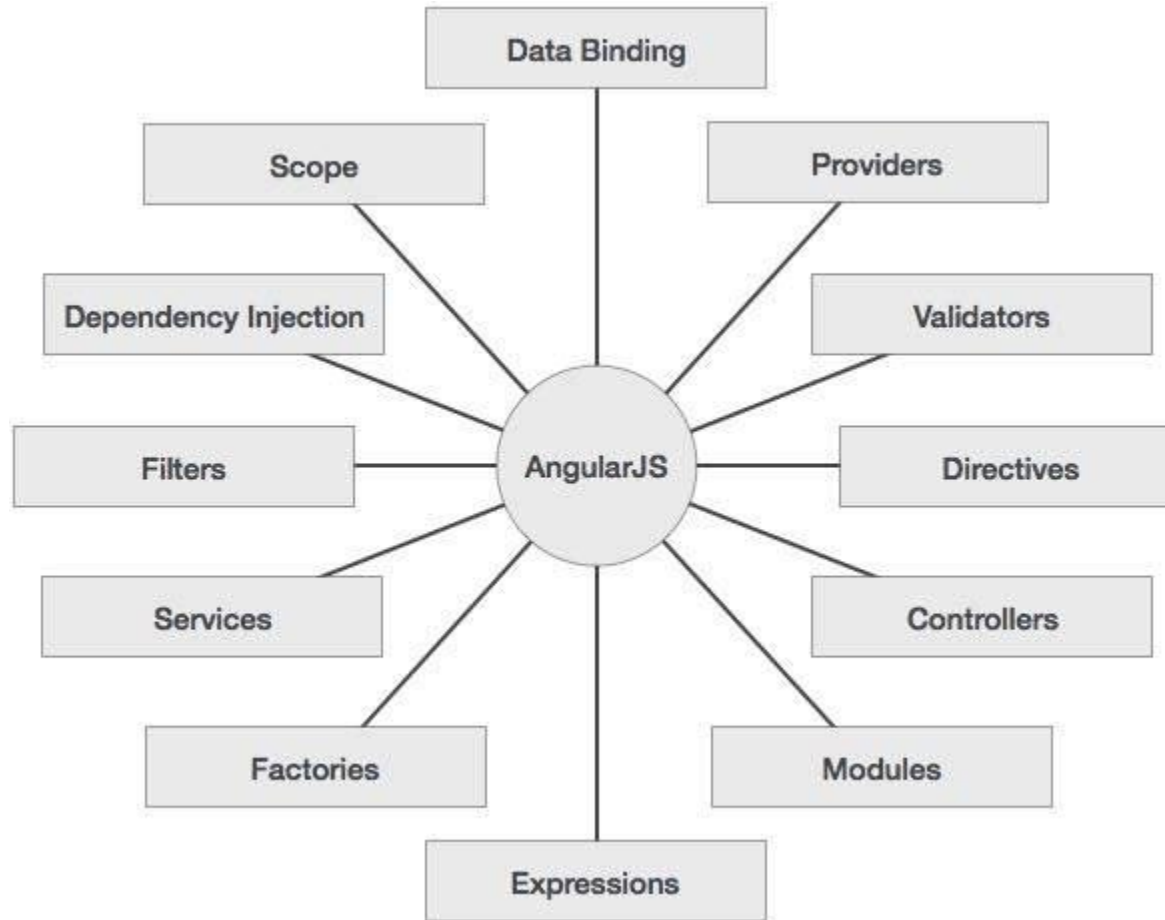 Data Binding
Scope
Providers
Dependency Injection
Validators
Filters
AngularJS
Directives
Services
Controllers
Factories
Modules
Expressions